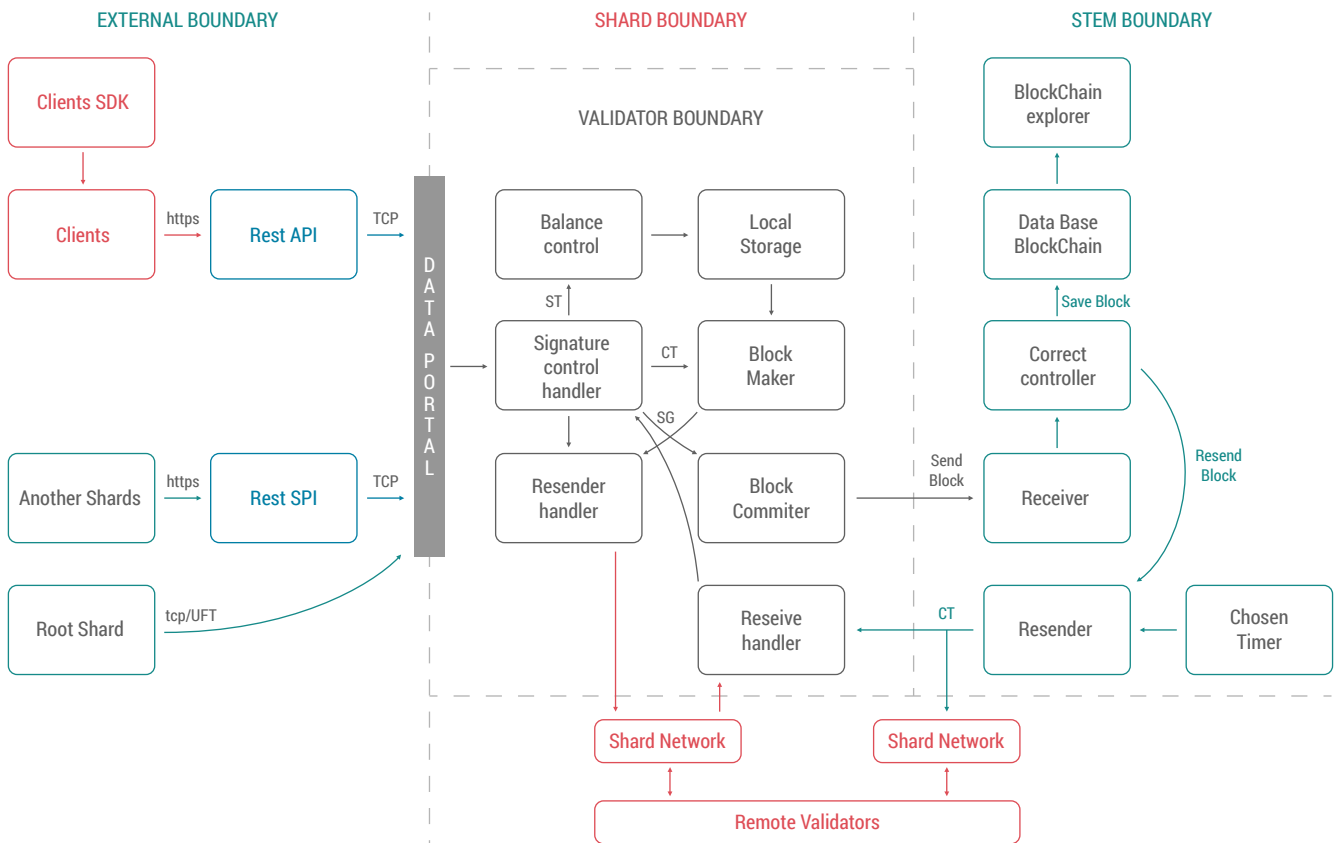 EXTERNAL BOUNDARY
SHARD BOUNDARY
STEM BOUNDARY
Clients SDK
BlockChain
explorer
VALIDATOR BOUNDARY
Clients
https
Rest API
TCP
DATA PORTAL
Balance
control
Local
Storage
Data Base
BlockChain
ST
Save Block
Signature
control
handler
CT
Block
Maker
Correct
controller
SG
Another Shards
https
Rest SPI
TCP
Resender
handler
Block
Commiter
Send
Block
Receiver
Resend
Block
Root Shard
tcp/UFT
Reseive
handler
CT
Resender
Chosen
Timer
Shard Network
Shard Network
Remote Validators